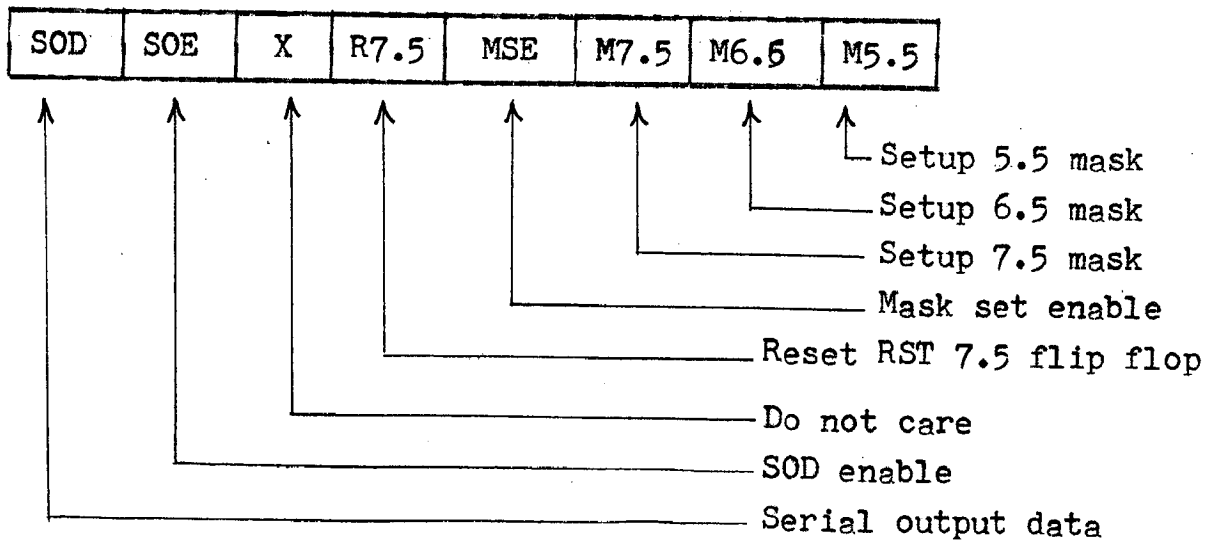 SOD SOE X R7.5 MSE M7.5 M6.5 M5.5
Setup 5.5 mask
Setup 6.5 mask
Setup 7.5 mask
Mask set enable
Reset RST 7.5 flip flop
Do not care
SOD enable
Serial output data